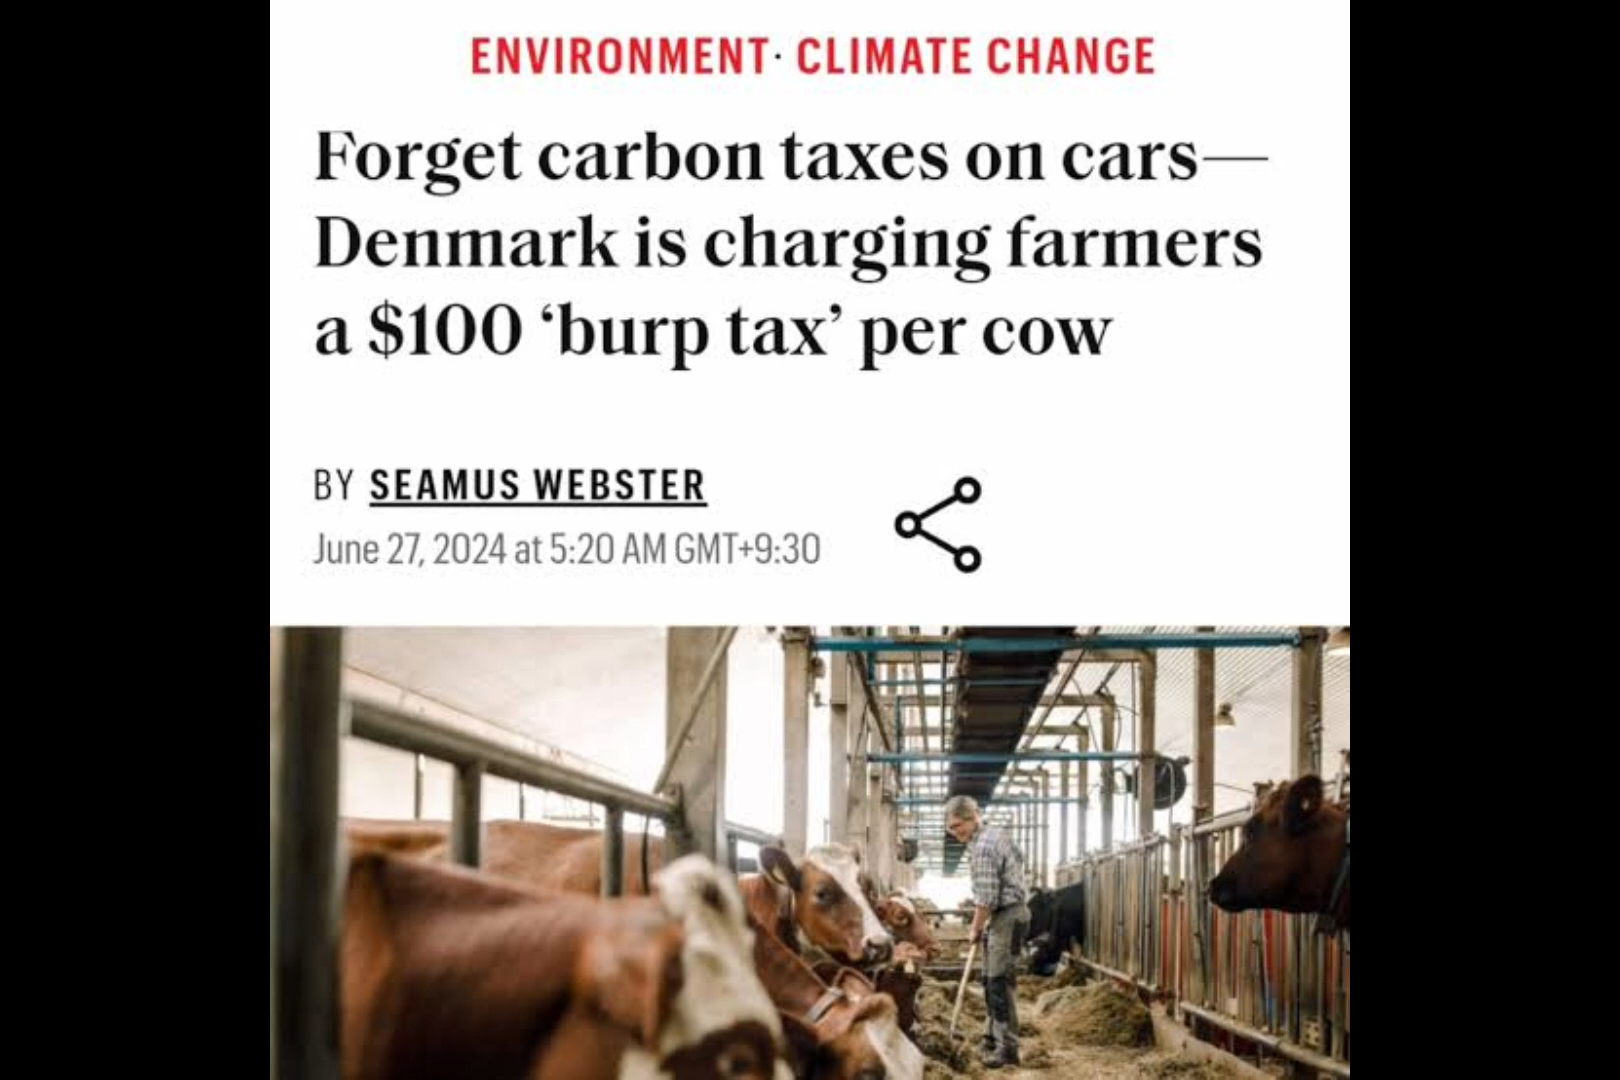 ENVIRONMENT· CLIMATE CHANGE
Forget carbon taxes on cars—
Denmark is charging farmers
a $100 ‘burp tax’ per cow
BY SEAMUS WEBSTER
June 27, 2024 at 5:20 AM GMT+9:30